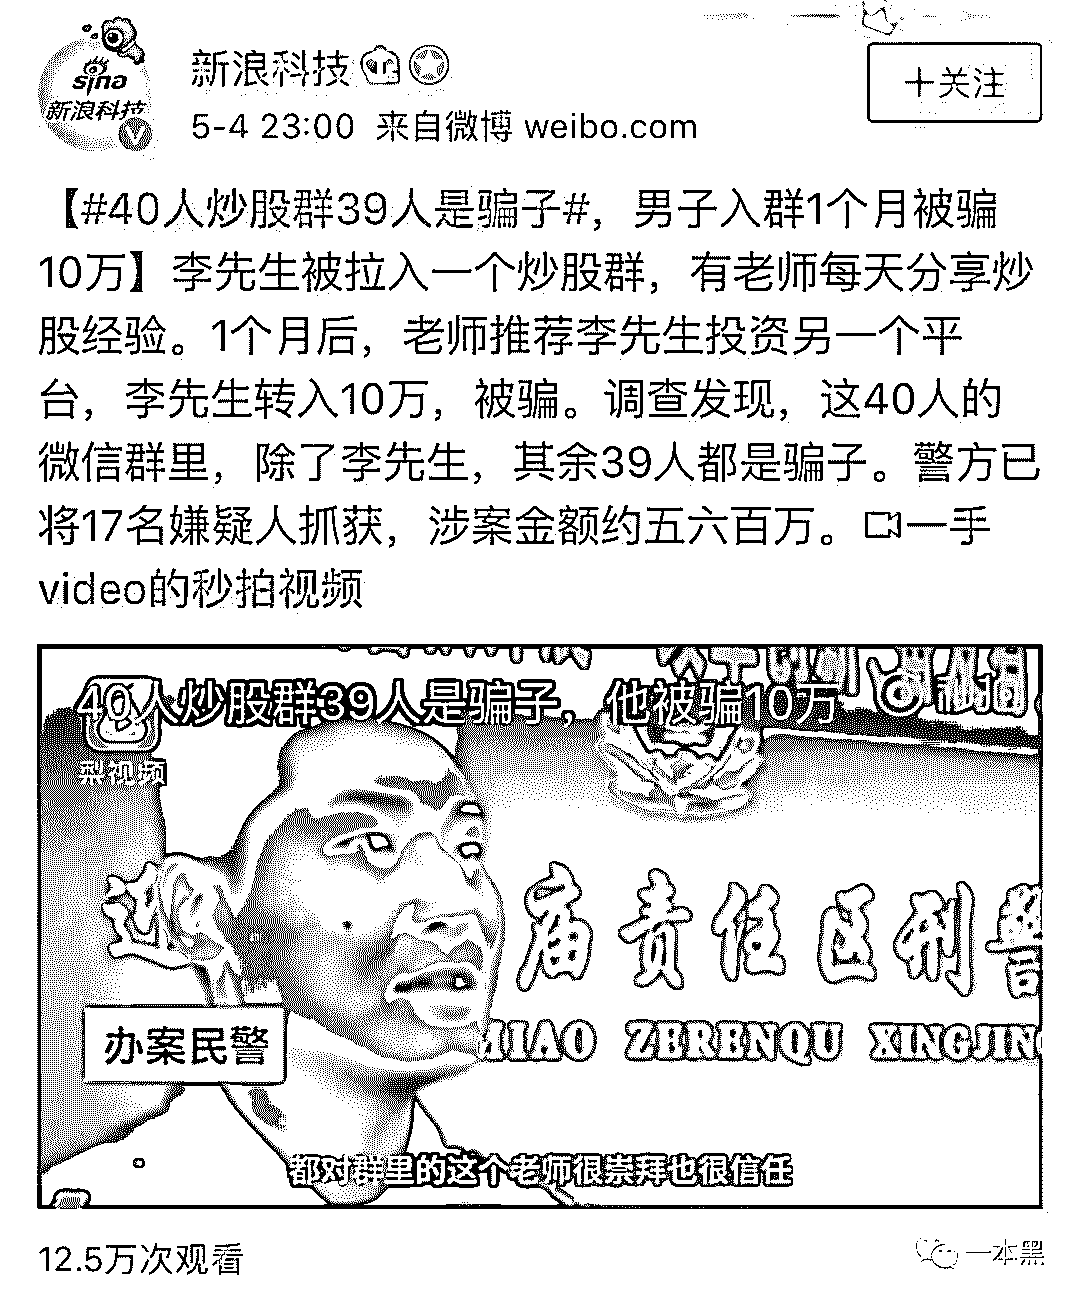 sina
新浪科技
新浪科技
十关注
5-4 23:00 来自微博 weibo.com
【#40人炒股群39人是骗子#，男子入群1个月被骗
10万】李先生被拉入一个炒股群，有老师每天分享炒
股经验。1个月后，老师推荐李先生投资另一个平
台，李先生转入10万，被骗。调查发现，这40人的
微信群里，除了李先生，其余39人都是骗子。警方已
将17名嫌疑人抓获，涉案金额约五六百万。一手
video的秒拍视频
40人炒股群39人是骗子，他被骗10万
秒拍
梨视频
庙责任区刑警
MIAO ZERENQU XINGJIN
办案民警
都对群里的这个老师很崇拜也很信任
12.5万次观看
一本黑